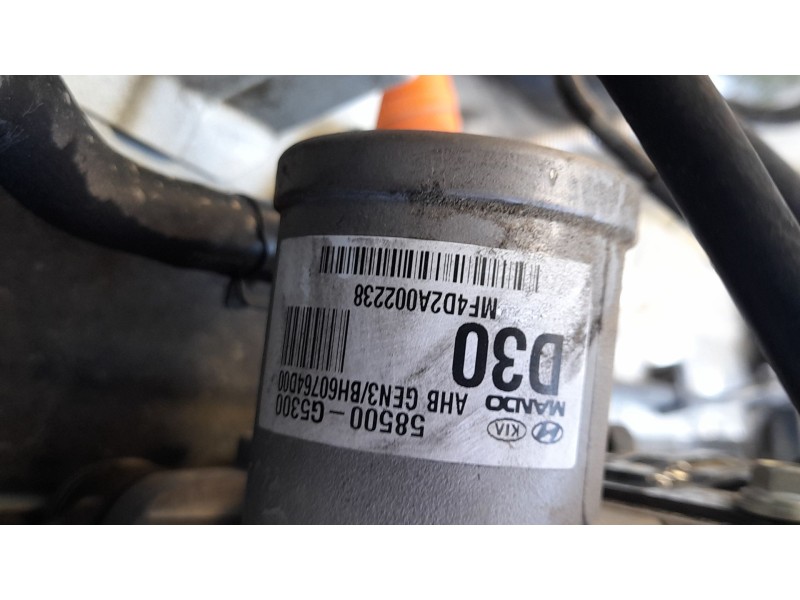 KIA
58500-G5300
MANDO
AHB GEN3/BH60764D00
D30
MF4D2A002238